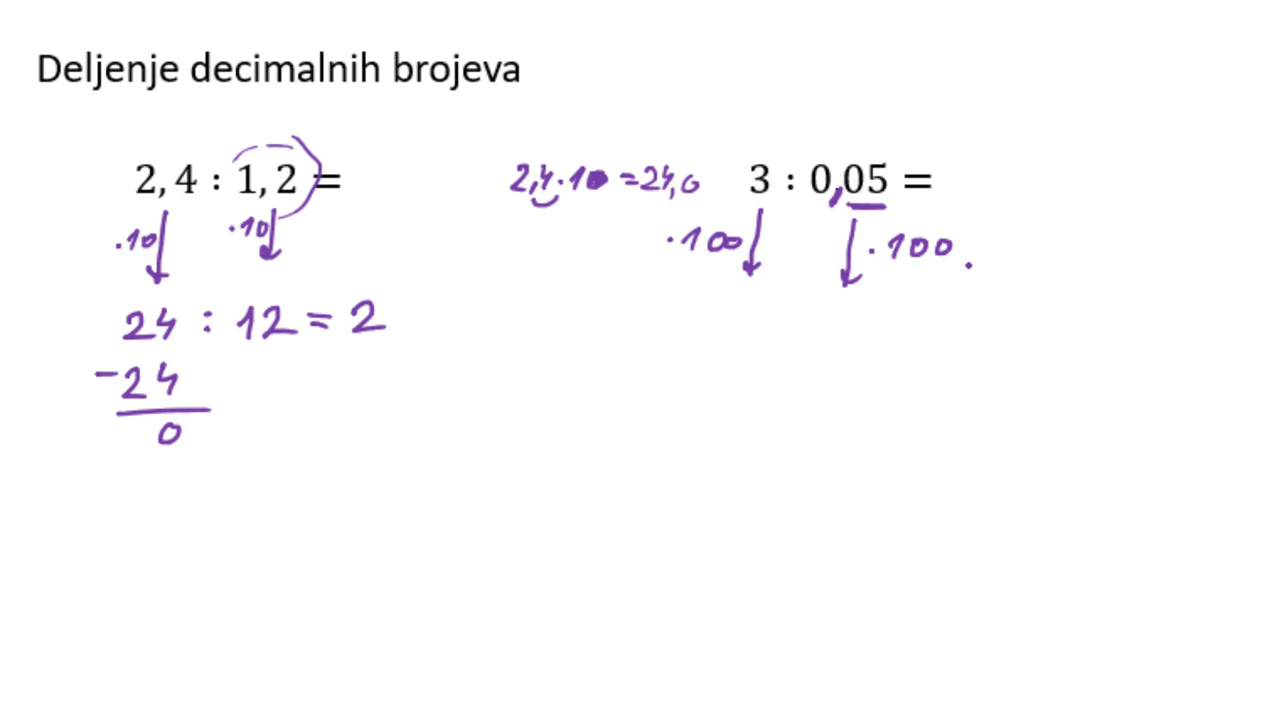 Deljenje decimalnih brojeva
2,4 : 1,2 =
2,4 · 10 = 24,0
3 : 0,05 =
·10 ·10
·100 ·100
24 : 12 = 2
-24
0